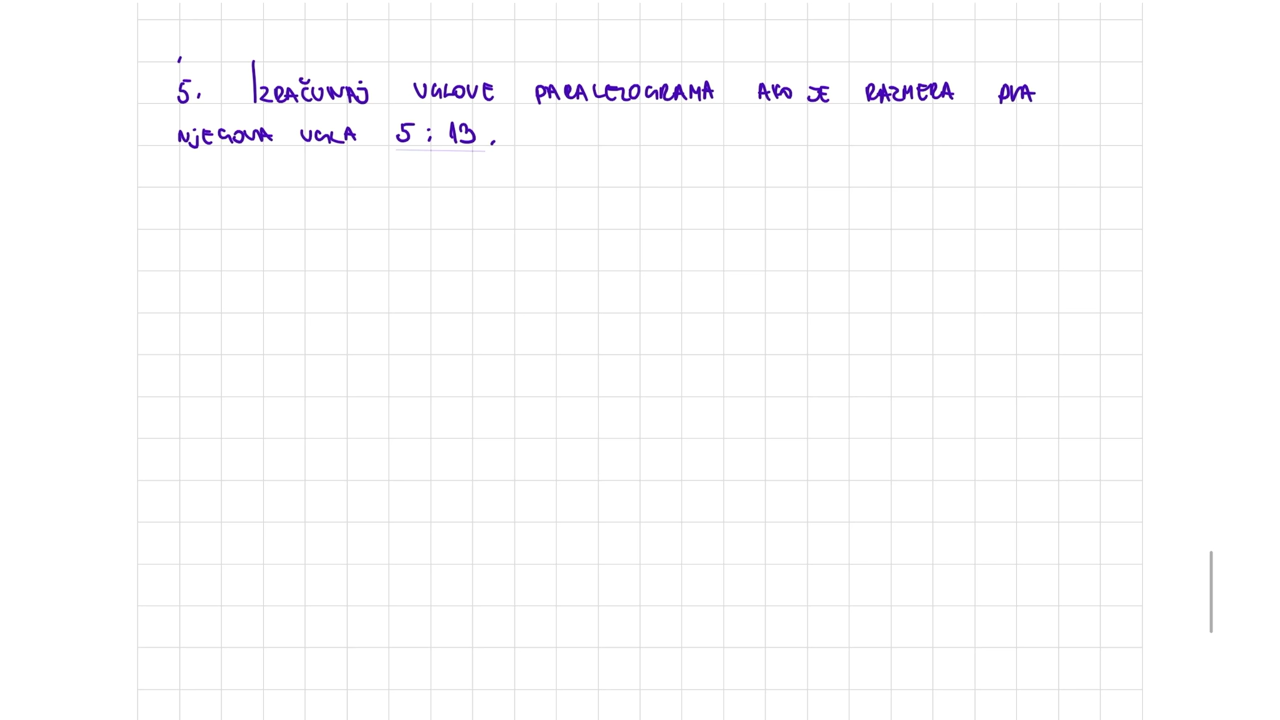 5. IZRAČUNAJ UGLOVE PARALELOGRAMA AKO JE RAZMERA DVA
NJEGOVA UGLA 5 : 13.